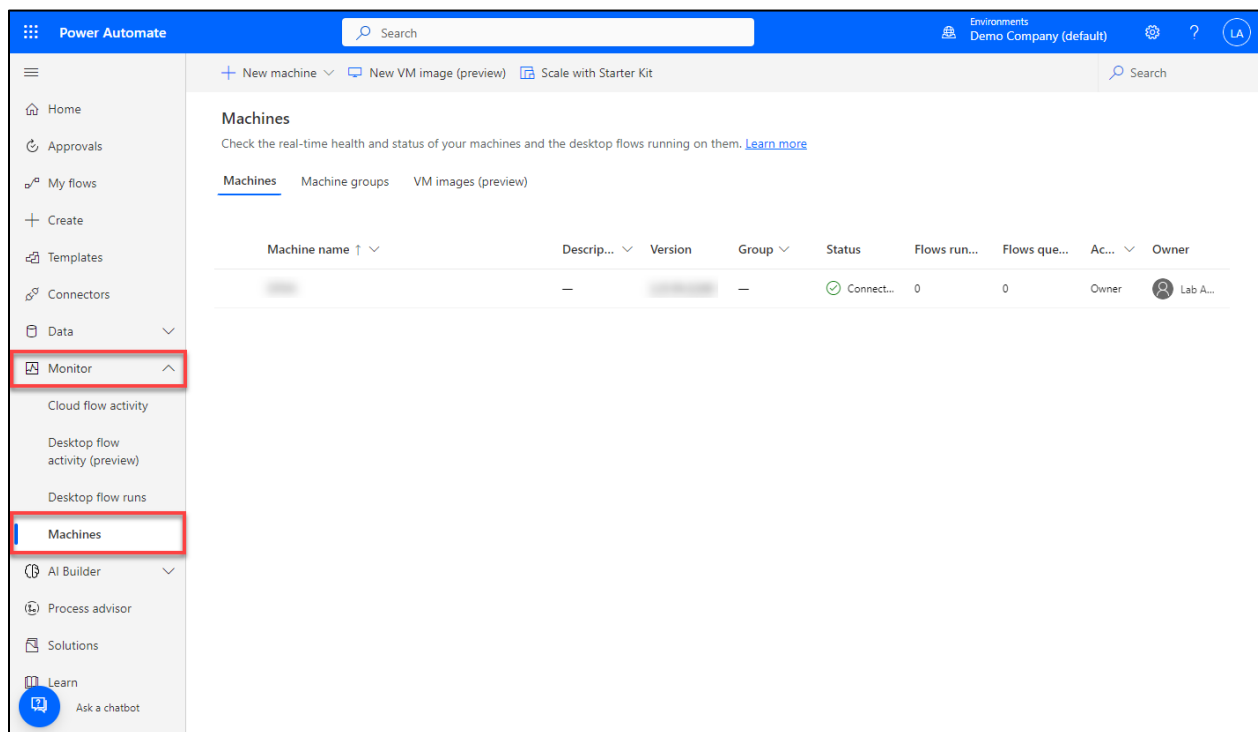 Power Automate
Search
Environments
Demo Company (default)
?
LA
New machine
New VM image (preview)
Scale with Starter Kit
Search
Home
Approvals
My flows
Create
Templates
Connectors
Data
Monitor
Cloud flow activity
Desktop flow
activity (preview)
Desktop flow runs
Machines
AI Builder
Process advisor
Solutions
Learn
Ask a chatbot
Machines
Check the real-time health and status of your machines and the desktop flows running on them. Learn more
Machines Machine groups VM images (preview)
Machine name ↑ Descrip... Version Group Status Flows run... Flows que... Ac... Owner
— — Connect... 0 0 Owner Lab A...